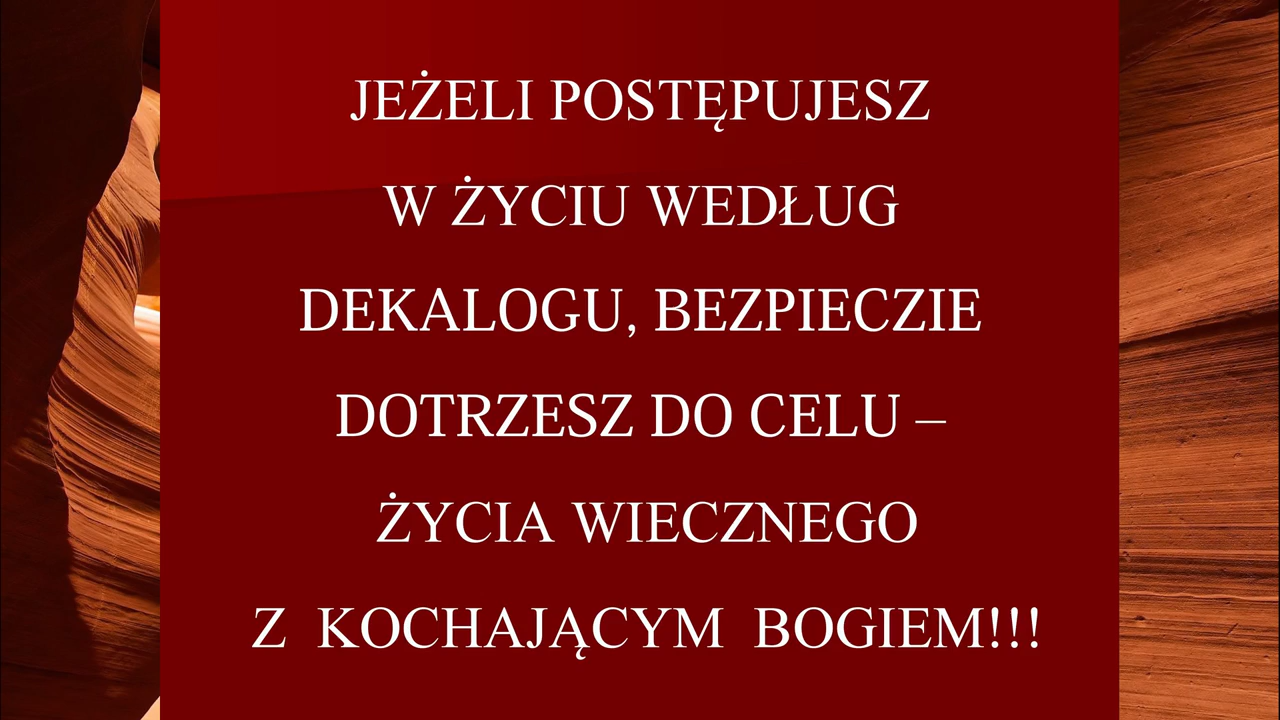 JEŻELI POSTĘPUJESZ
W ŻYCIU WEDŁUG
DEKALOGU, BEZPIECZIE
DOTRZESZ DO CELU –
ŻYCIA WIECZNEGO
Z KOCHAJĄCYM BOGIEM!!!